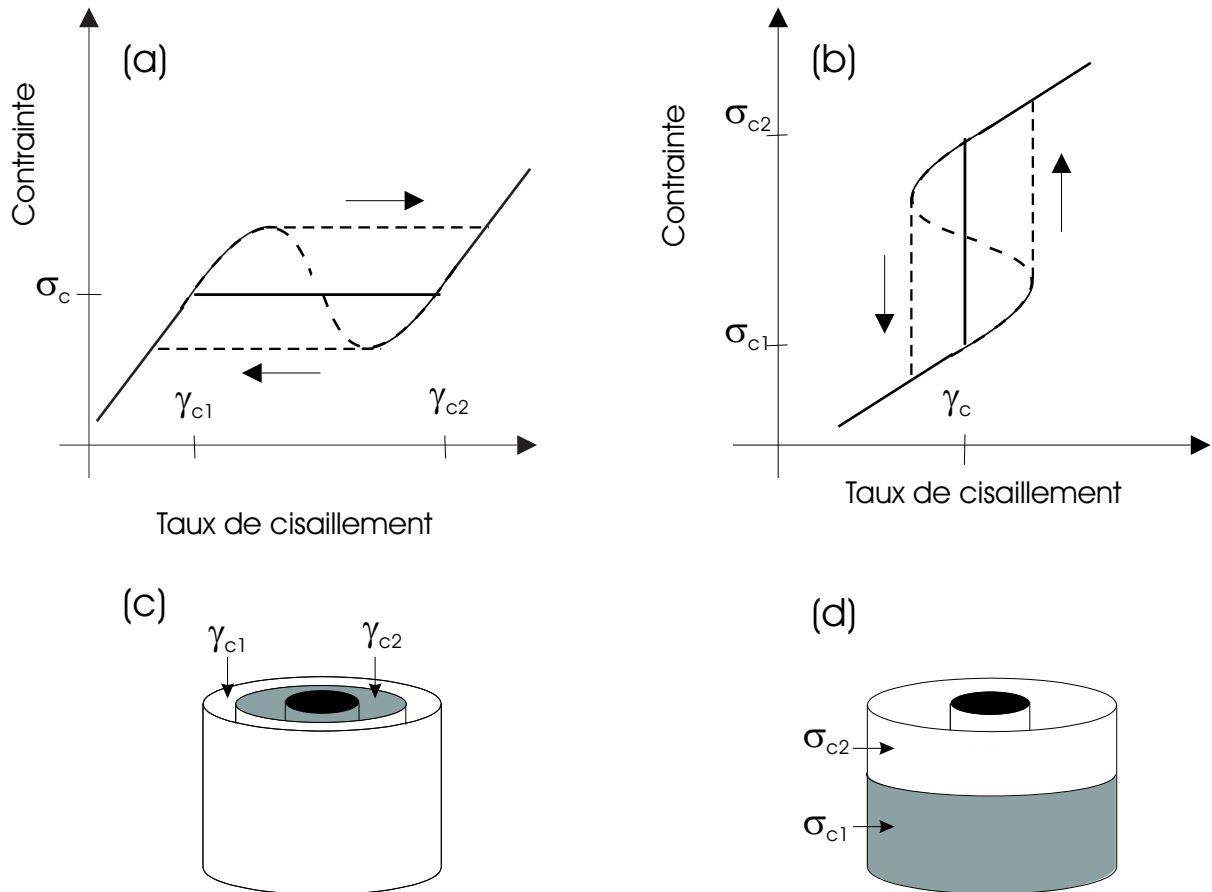 (a)
Contrainte
σc
γc1
γc2
Taux de cisaillement
(b)
Contrainte
σc2
σc1
γc
Taux de cisaillement
(c)
γc1
γc2
(d)
σc2
σc1